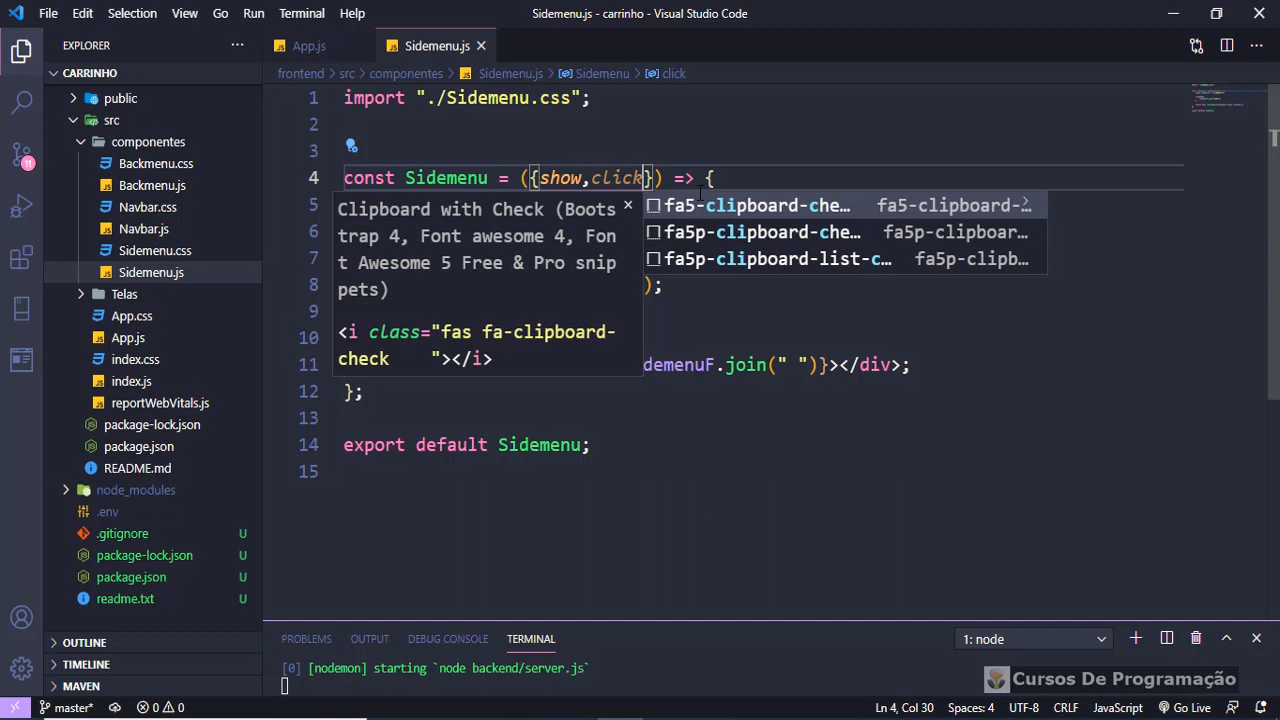 File Edit Selection View Go Run Terminal Help Sidemenu.js - carrinho - Visual Studio Code
EXPLORER
App.js
Sidemenu.js
CARRINHO
frontend > src > componentes > Sidemenu.js > Sidemenu > click
public
src
componentes
Backmenu.css
Backmenu.js
Navbar.css
Navbar.js
Sidemenu.css
Sidemenu.js
Telas
App.css
App.js
index.css
index.js
reportWebVitals.js
package-lock.json
package.json
README.md
node_modules
.env
.gitignore U
package-lock.json U
package.json U
readme.txt U
OUTLINE
TIMELINE
MAVEN
11
1 import "./Sidemenu.css";
2
3
4 const Sidemenu = ({show,click}) => {
5
6
7
8 );
9
10
11 demenuF.join(" ")}></div>;
12 };
13
14 export default Sidemenu;
15
Clipboard with Check (Boots
trap 4, Font awesome 4, Fon
t Awesome 5 Free & Pro snip
pets)
<i class="fas fa-clipboard-
check "></i>
fa5-clipboard-che… fa5-clipboard-…
fa5p-clipboard-che… fa5p-clipboar…
fa5p-clipboard-list-c… fa5p-clipb…
PROBLEMS OUTPUT DEBUG CONSOLE TERMINAL 1: node
[0] [nodemon] starting `node backend/server.js`
Cursos De Programação
master* 0 0 Ln 4, Col 30 Spaces: 4 UTF-8 CRLF JavaScript Go Live